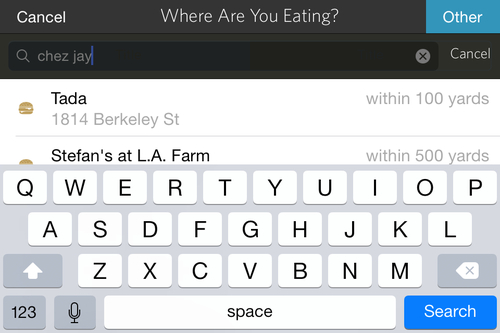 Cancel Where Are You Eating? Other
chez jay Cancel
Tada within 100 yards
1814 Berkeley St
Stefan's at L.A. Farm within 500 yards
Q W E R T Y U I O P
A S D F G H J K L
Z X C V B N M
123 space Search